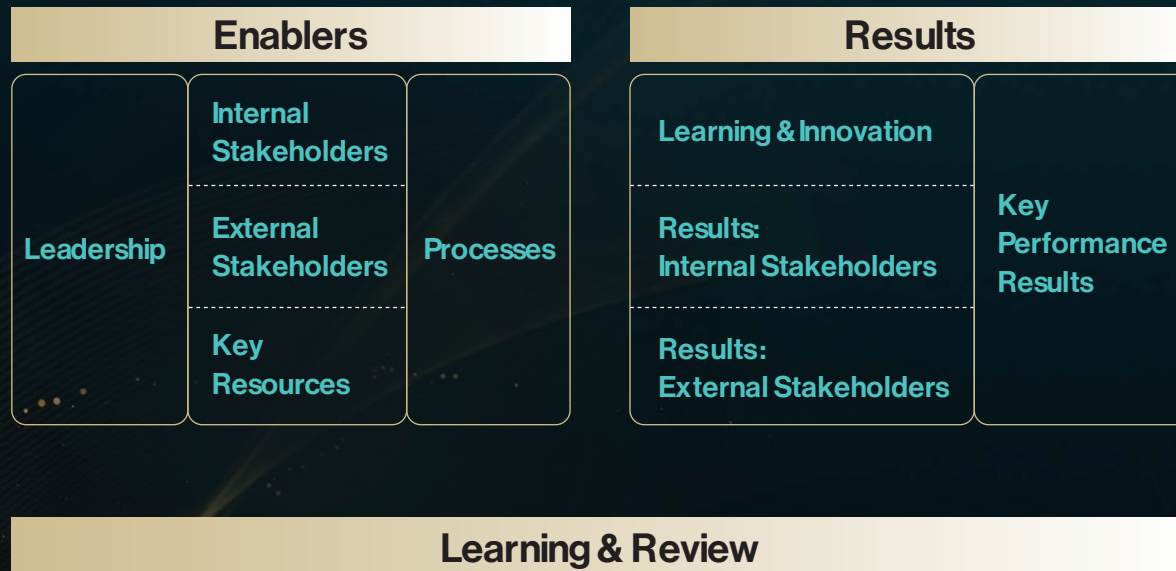 Enablers
Leadership
Internal
Stakeholders
External
Stakeholders
Key
Resources
Processes
Results
Learning & Innovation
Results:
Internal Stakeholders
Results:
External Stakeholders
Key
Performance
Results
Learning & Review